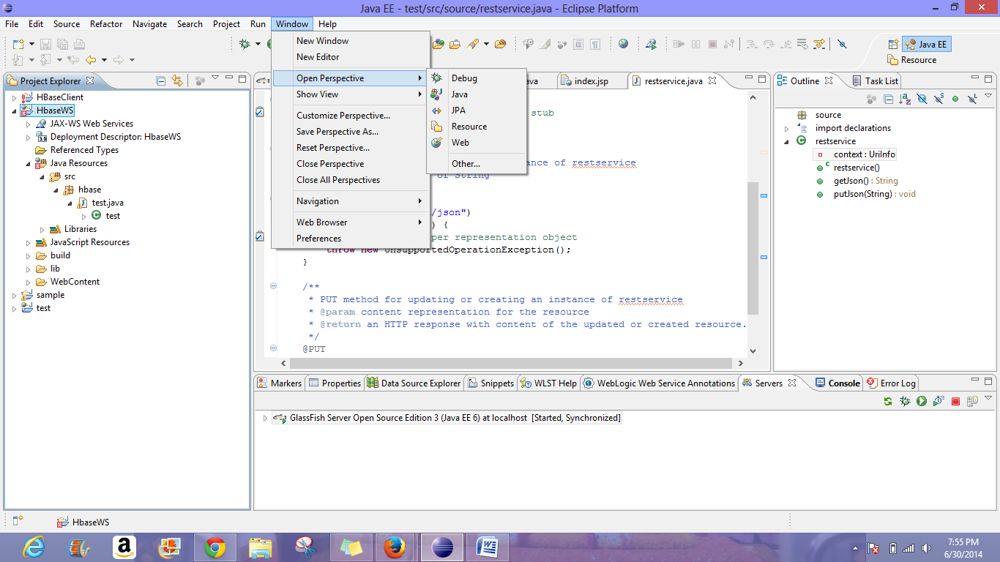 Java EE - test/src/source/restservice.java - Eclipse Platform
File Edit Source Refactor Navigate Search Project Run Window Help
Java EE
Resource
New Window
New Editor
Open Perspective
Show View
Customize Perspective...
Save Perspective As...
Reset Perspective...
Close Perspective
Close All Perspectives
Navigation
Web Browser
Preferences
Debug
Java
JPA
Resource
Web
Other...
Project Explorer
HBaseClient
HbaseWS
JAX-WS Web Services
Deployment Descriptor: HbaseWS
Referenced Types
Java Resources
src
hbase
test.java
test
Libraries
JavaScript Resources
build
lib
WebContent
sample
test
ava index.jsp restservice.java
stub
nce of restservice
of String
/json")
) {
per representation object
throw new UnsupportedOperationException();
}
/**
* PUT method for updating or creating an instance of restservice
* @param content representation for the resource
* @return an HTTP response with content of the updated or created resource.
*/
@PUT
Outline Task List
source
import declarations
restservice
context : UriInfo
restservice()
getJson() : String
putJson(String) : void
Markers Properties Data Source Explorer Snippets WLST Help WebLogic Web Service Annotations Servers Console Error Log
GlassFish Server Open Source Edition 3 (Java EE 6) at localhost [Started, Synchronized]
HbaseWS
7:55 PM
6/30/2014